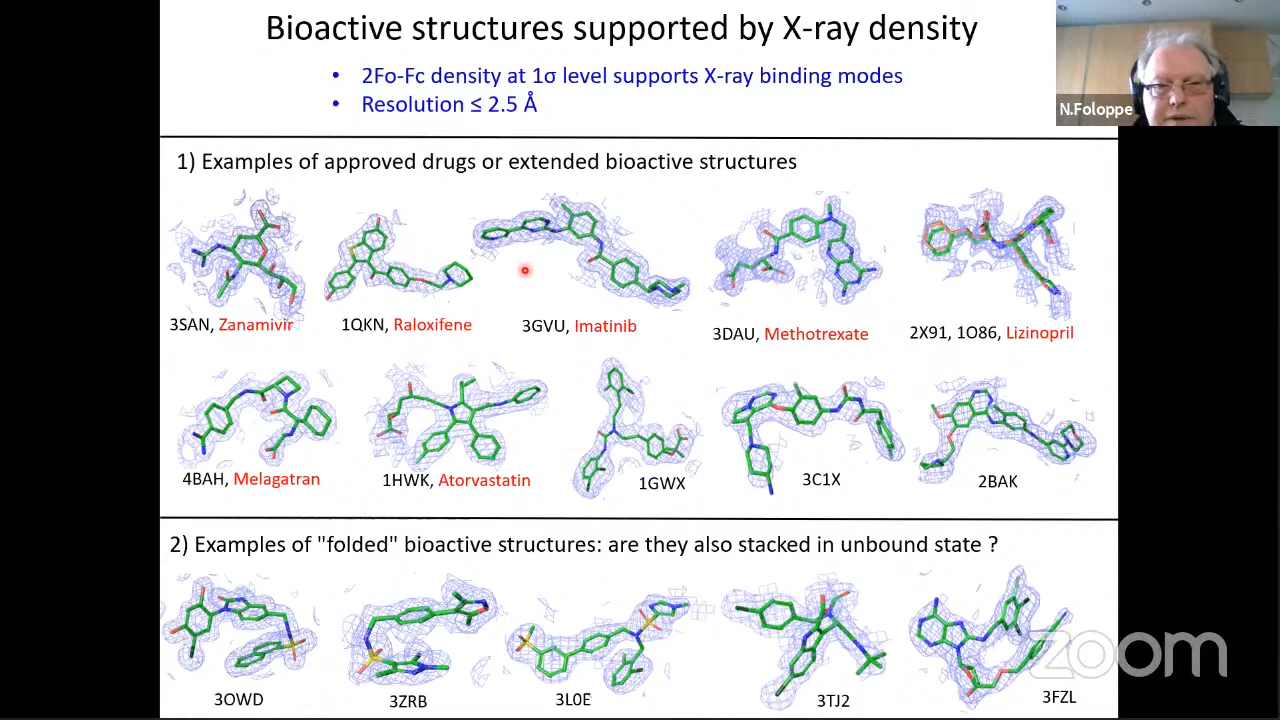 Bioactive structures supported by X-ray density
• 2Fo-Fc density at 1σ level supports X-ray binding modes
• Resolution ≤ 2.5 Å
N.Foloppe
1) Examples of approved drugs or extended bioactive structures
3SAN, Zanamivir
1QKN, Raloxifene
3GVU, Imatinib
3DAU, Methotrexate
2X91, 1O86, Lizinopril
4BAH, Melagatran
1HWK, Atorvastatin
1GWX
3C1X
2BAK
2) Examples of "folded" bioactive structures: are they also stacked in unbound state ?
3OWD
3ZRB
3L0E
3TJ2
3FZL
zoom